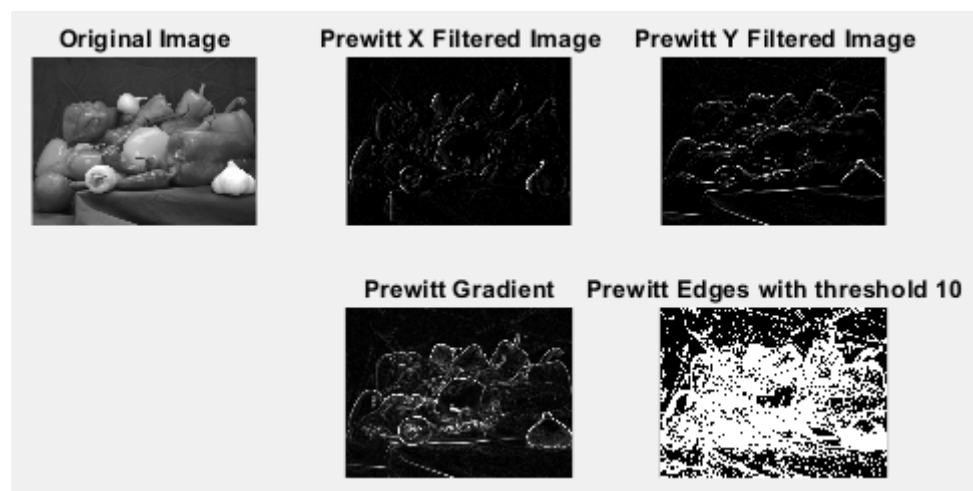 Original Image
Prewitt X Filtered Image
Prewitt Y Filtered Image
Prewitt Gradient
Prewitt Edges with threshold 10